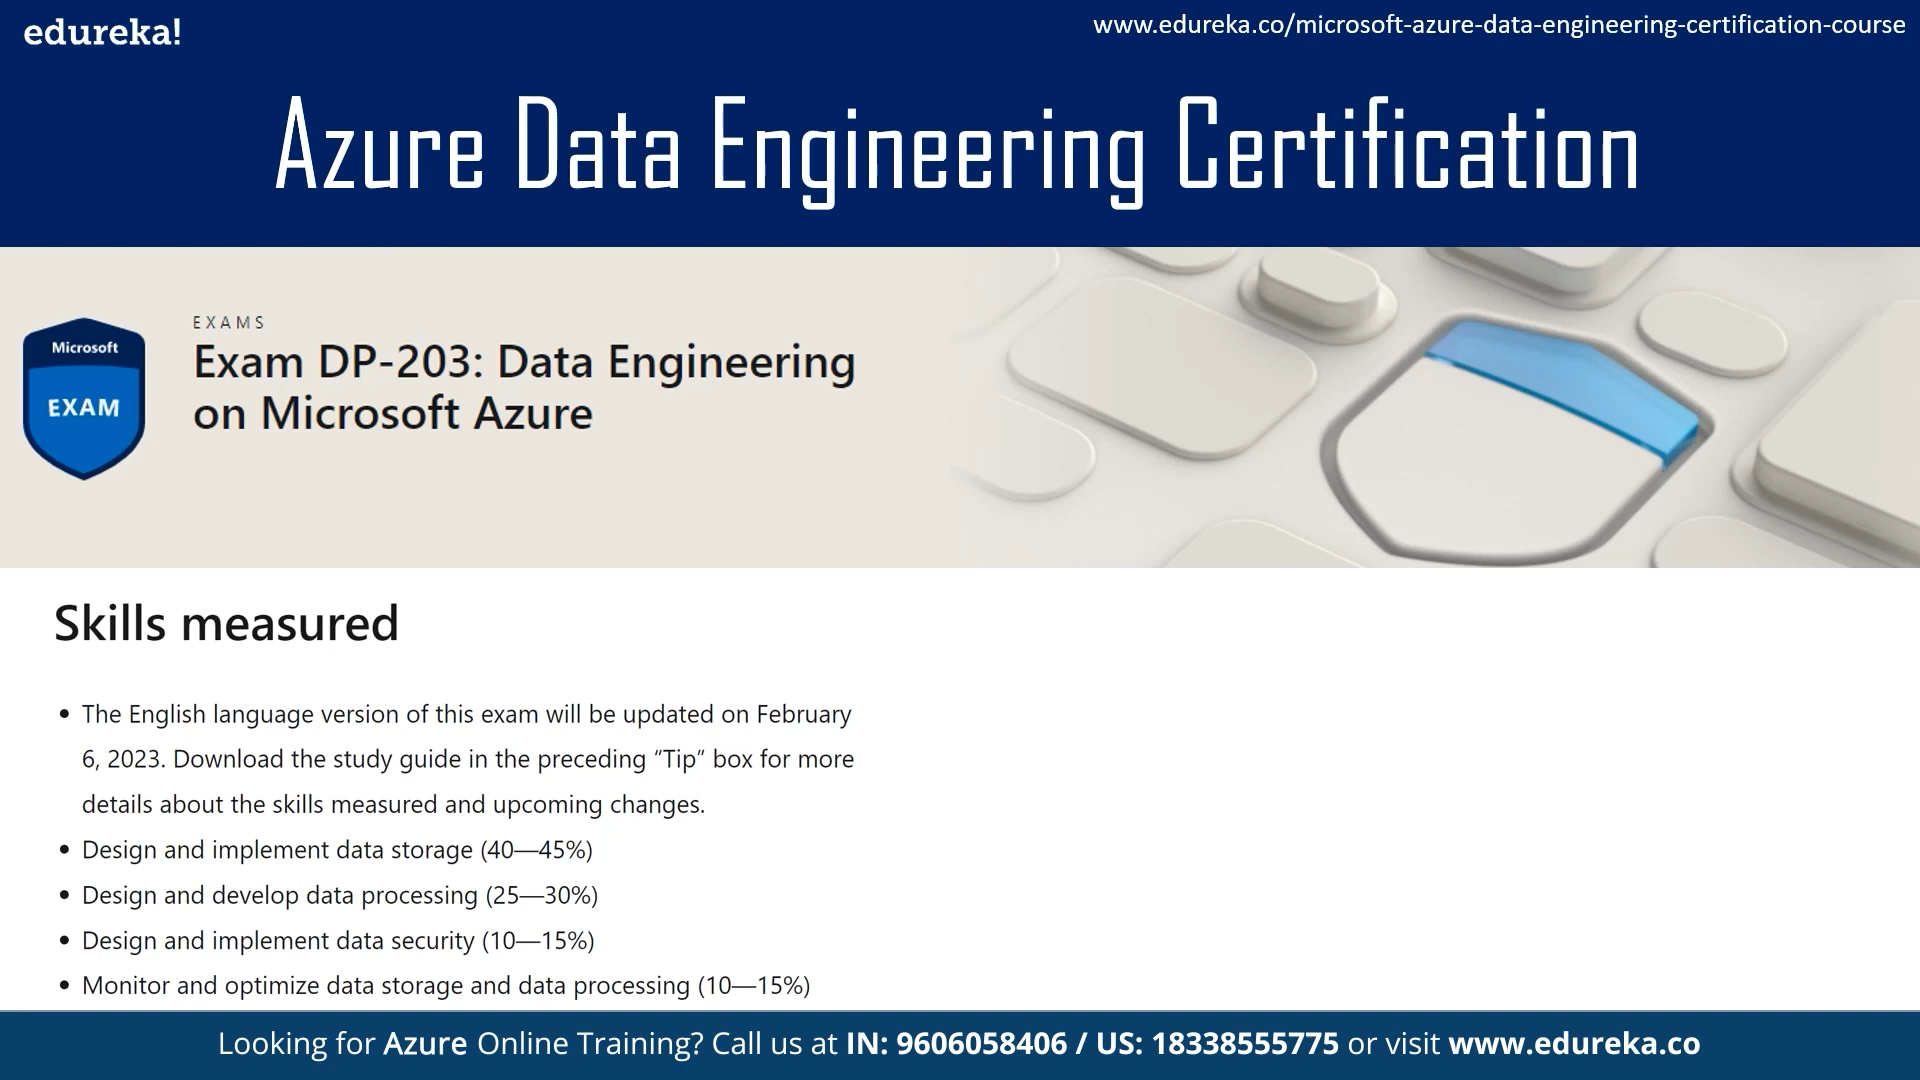 edureka!
www.edureka.co/microsoft-azure-data-engineering-certification-course
Azure Data Engineering Certification
Microsoft
EXAM
EXAMS
Exam DP-203: Data Engineering
on Microsoft Azure
Skills measured
• The English language version of this exam will be updated on February
6, 2023. Download the study guide in the preceding “Tip” box for more
details about the skills measured and upcoming changes.
• Design and implement data storage (40—45%)
• Design and develop data processing (25—30%)
• Design and implement data security (10—15%)
• Monitor and optimize data storage and data processing (10—15%)
Looking for Azure Online Training? Call us at IN: 9606058406 / US: 18338555775 or visit www.edureka.co